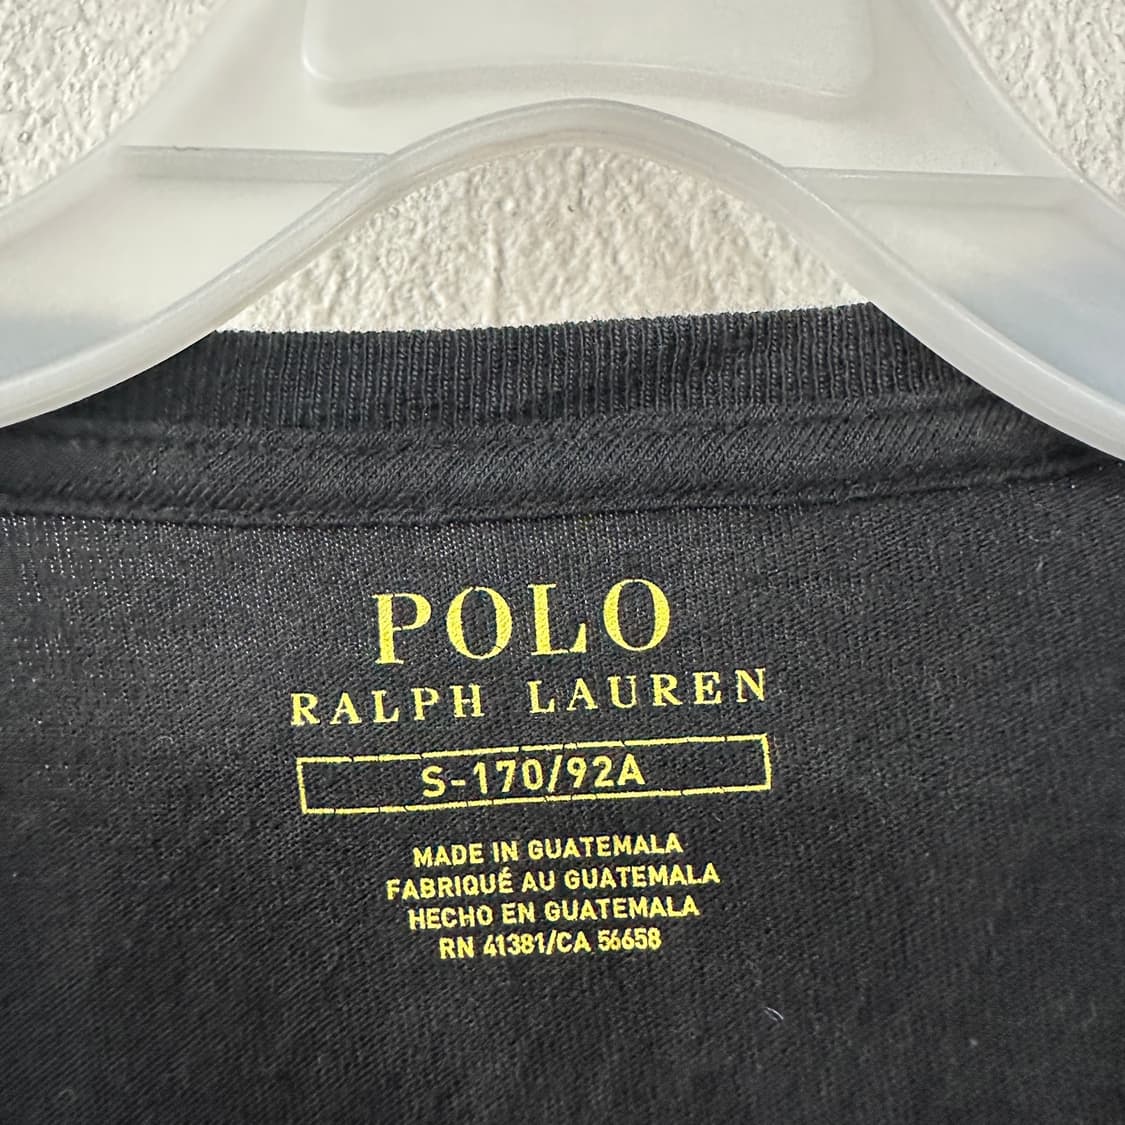 POLO
RALPH LAUREN
S-170/92A
MADE IN GUATEMALA
FABRIQUÉ AU GUATEMALA
HECHO EN GUATEMALA
RN 41381/CA 56658